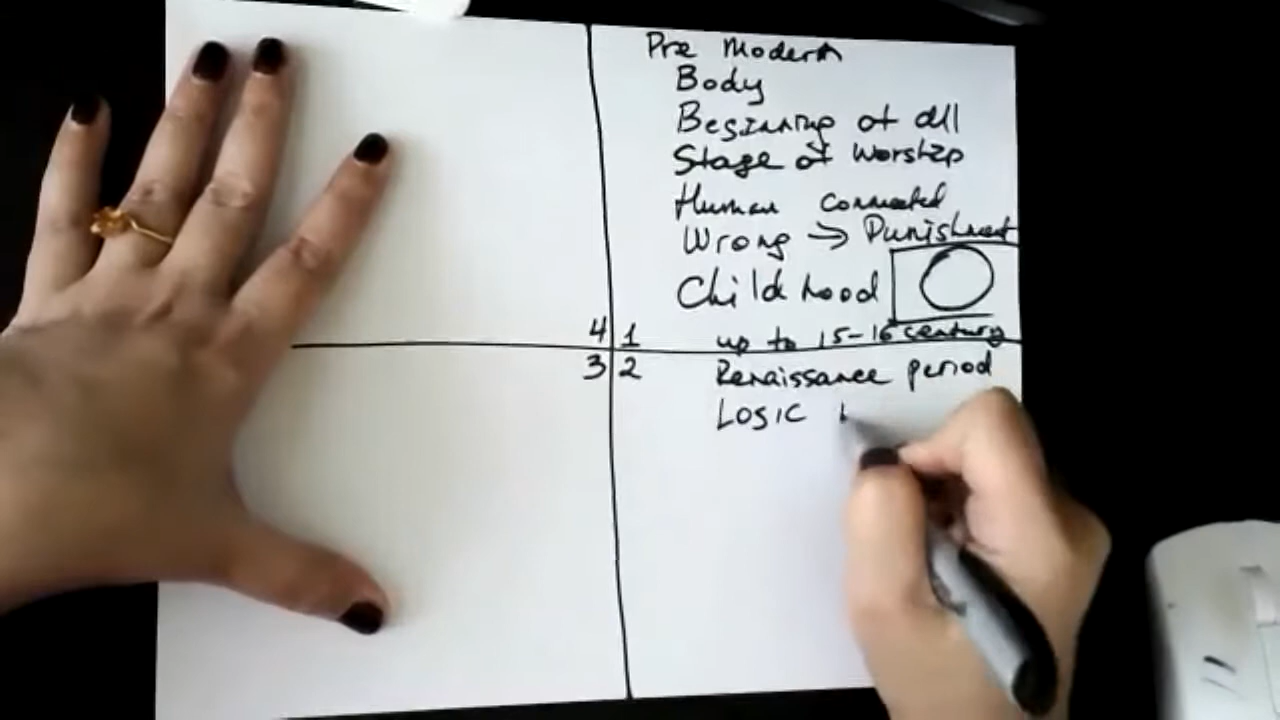 Pre Modern
Body
Beginning of all
Stage of Worship
Human connected
Wrong → Punishment
Childhood
up to 15-16 century
4 1
3 2
Renaissance period
LOGIC